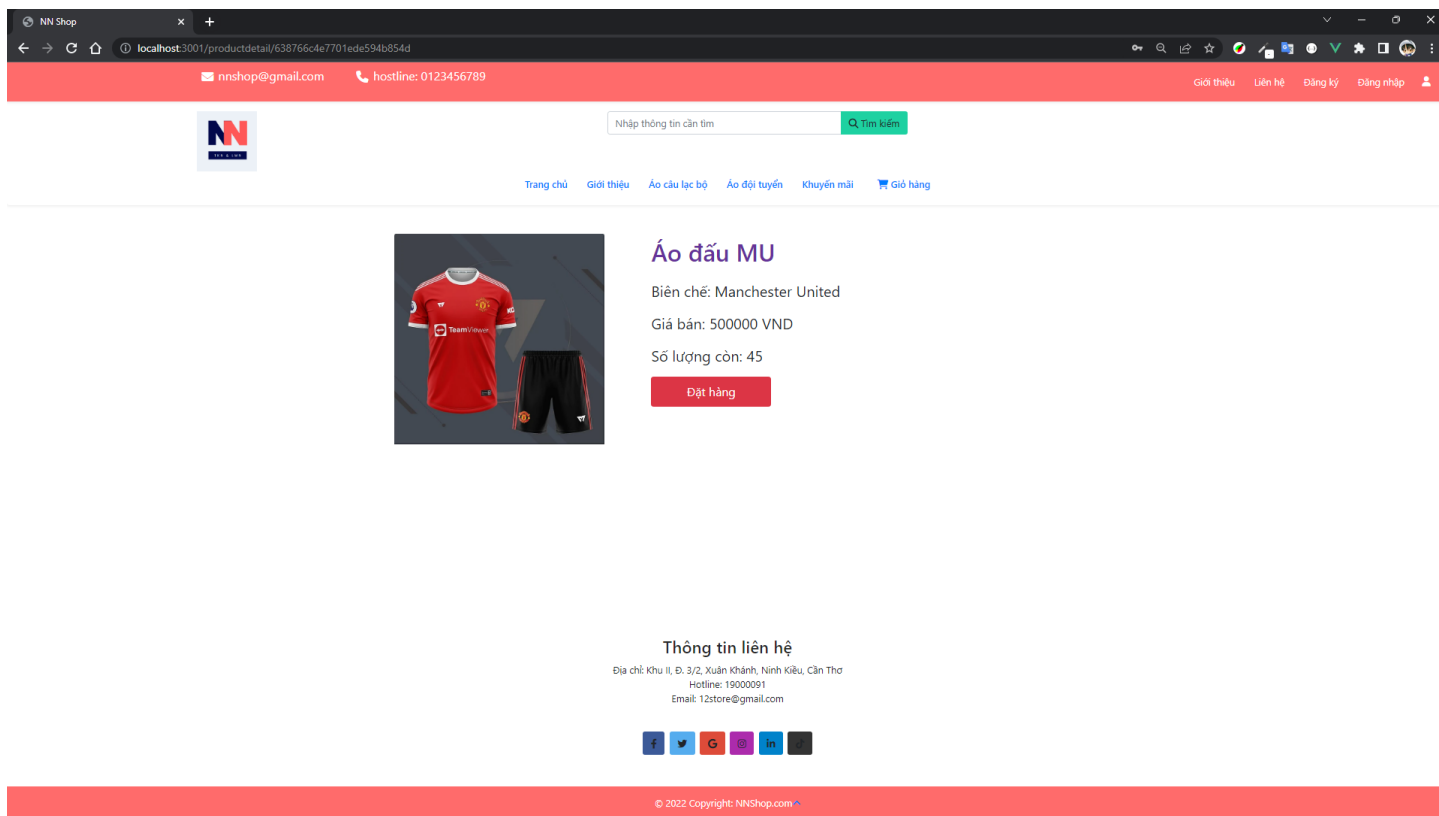 NN Shop
localhost:3001/productdetail/638766c4e7701ede594b854d
nnshop@gmail.com hostline: 0123456789
Giới thiệu Liên hệ Đăng ký Đăng nhập
NN
Nhập thông tin cần tìm Tìm kiếm
Trang chủ Giới thiệu Áo câu lạc bộ Áo đội tuyển Khuyến mãi Giỏ hàng
TeamViewer
Áo đấu MU
Biên chế: Manchester United
Giá bán: 500000 VND
Số lượng còn: 45
Đặt hàng
Thông tin liên hệ
Địa chỉ: Khu II, Đ. 3/2, Xuân Khánh, Ninh Kiều, Cần Thơ
Hotline: 19000091
Email: 12store@gmail.com
© 2022 Copyright: NNShop.com